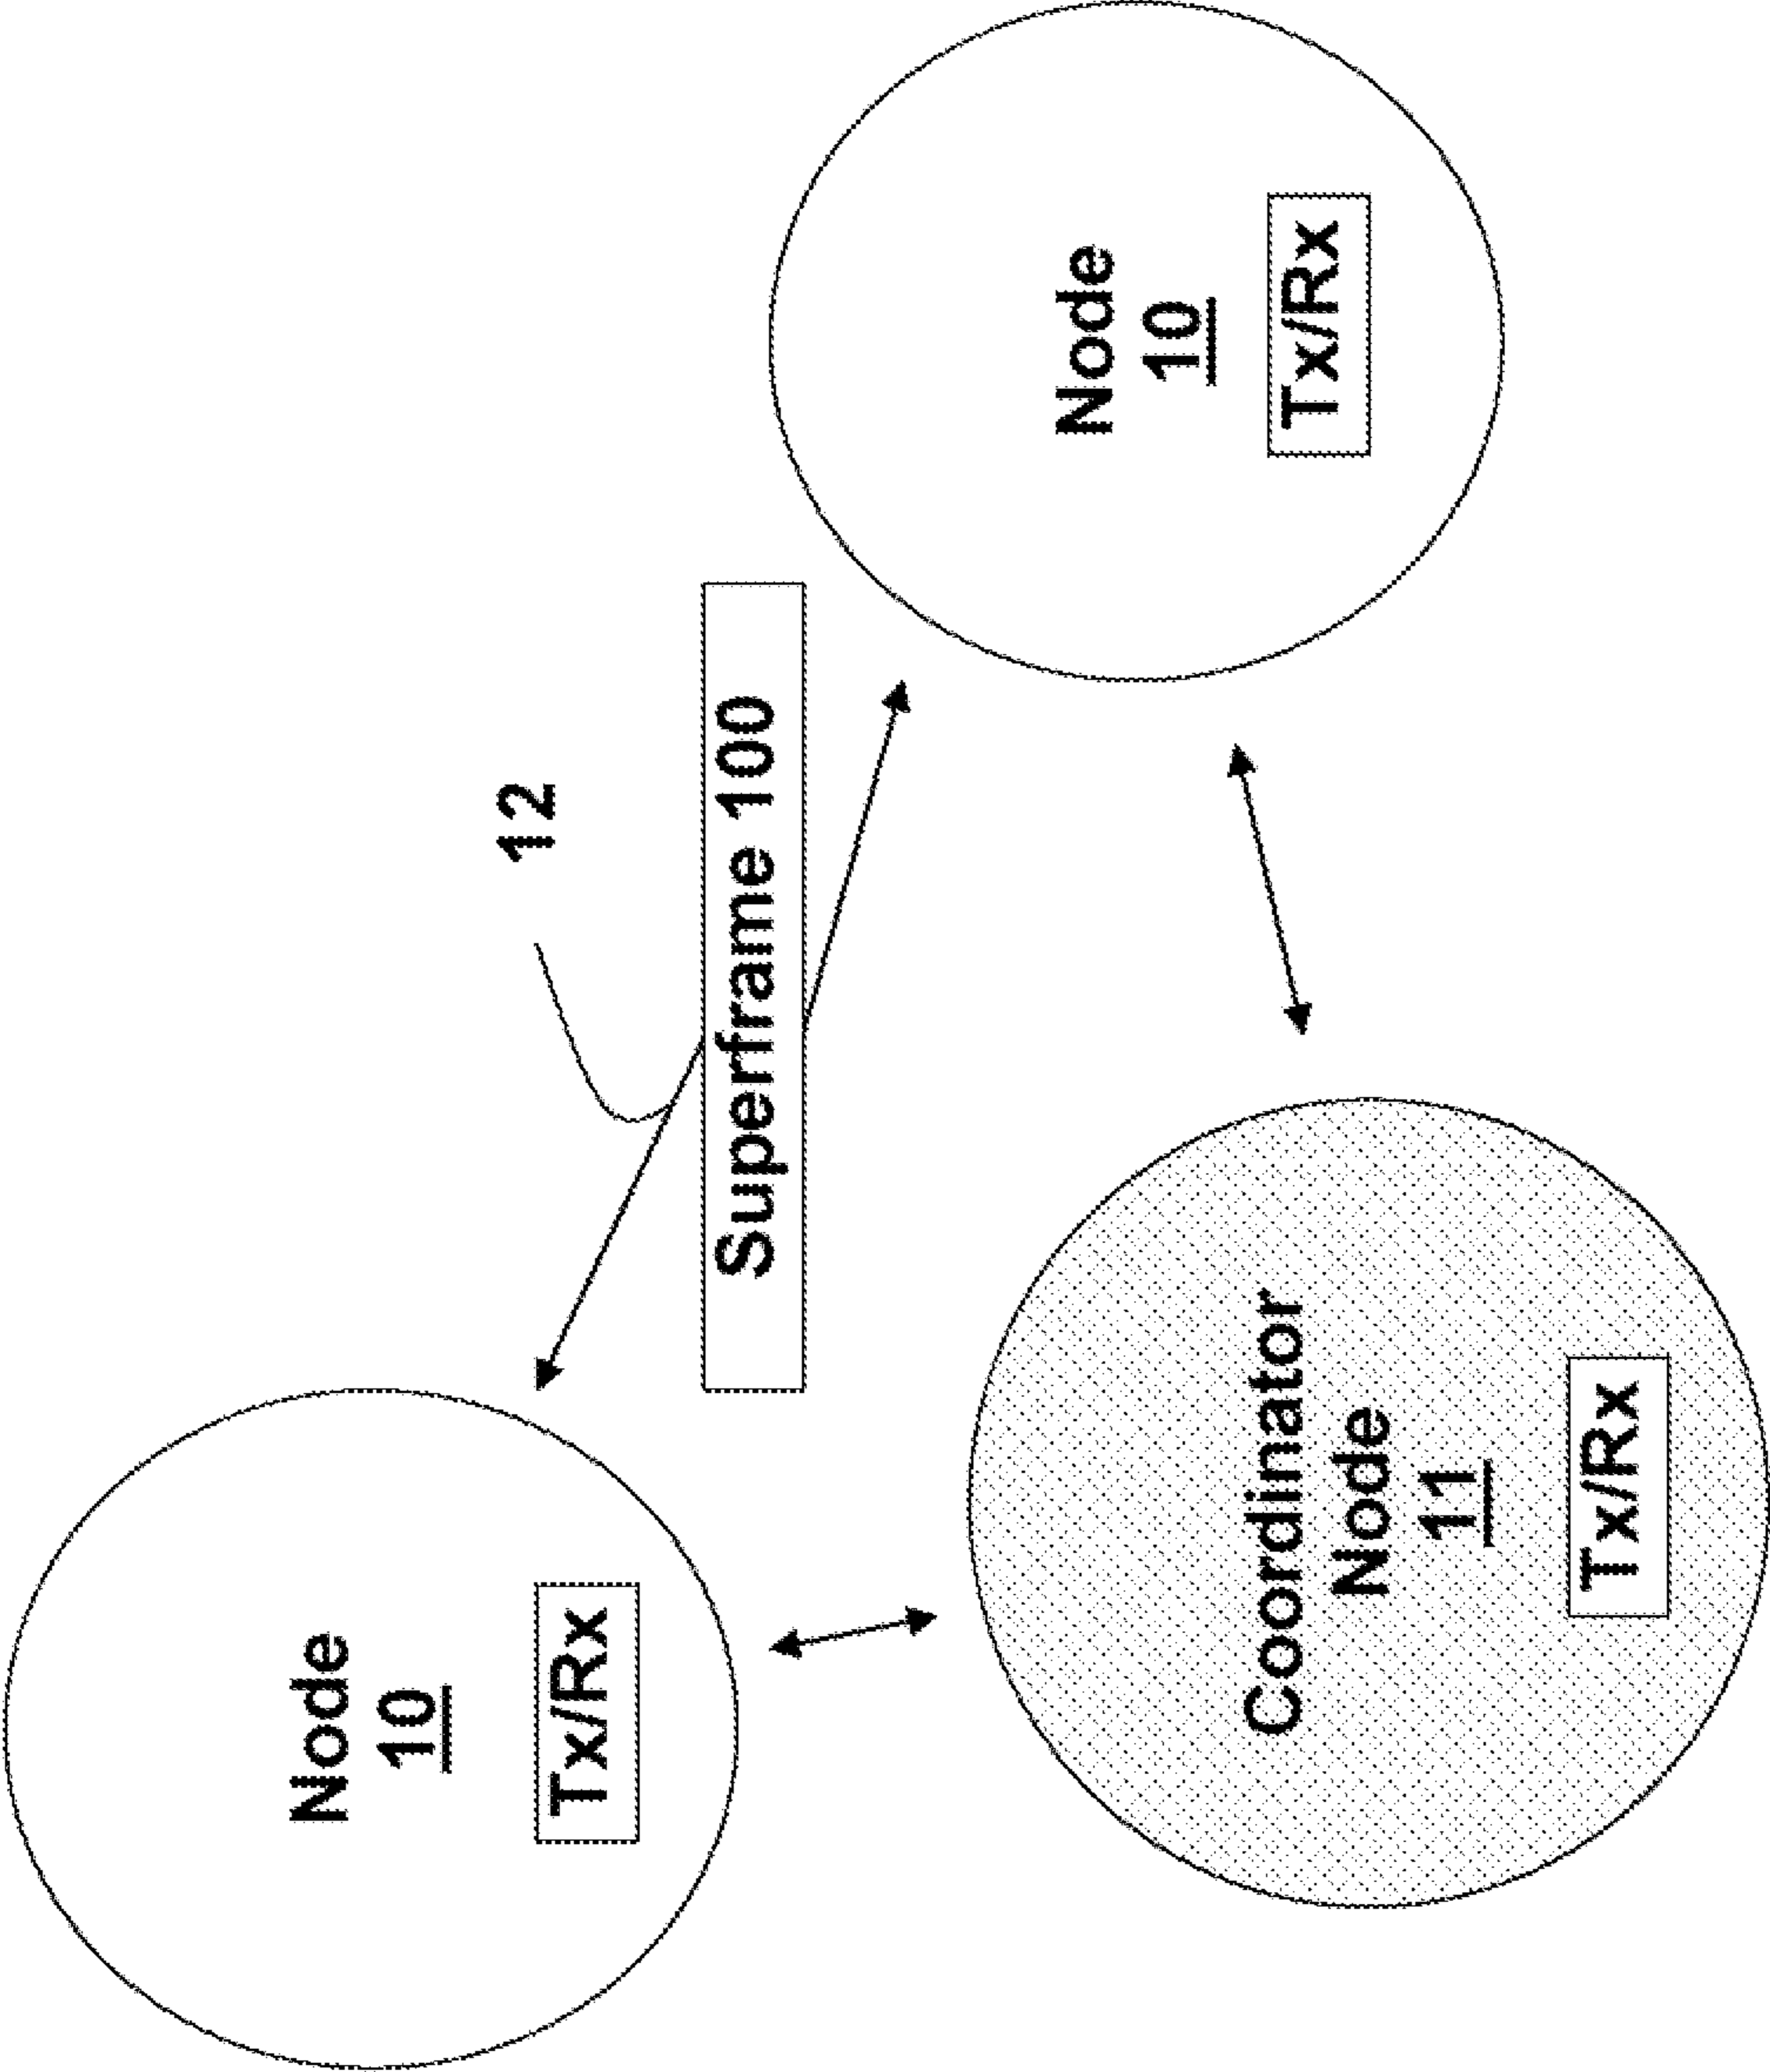 Node
10
Tx/Rx
12
Superframe 100
Node
10
Tx/Rx
Coordinator
Node
11
Tx/Rx